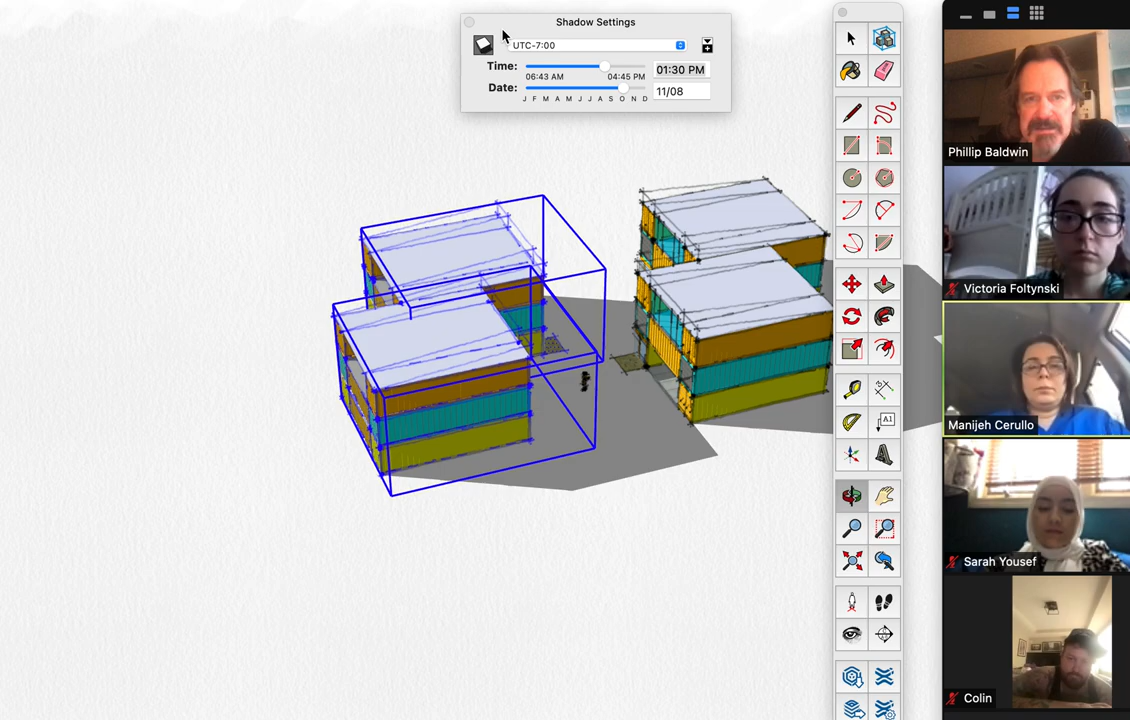 Shadow Settings
UTC-7:00
Time:
06:43 AM
04:45 PM
01:30 PM
Date:
J F M A M J J A S O N D
11/08
A1
Phillip Baldwin
Victoria Foltynski
Manijeh Cerullo
Sarah Yousef
Colin